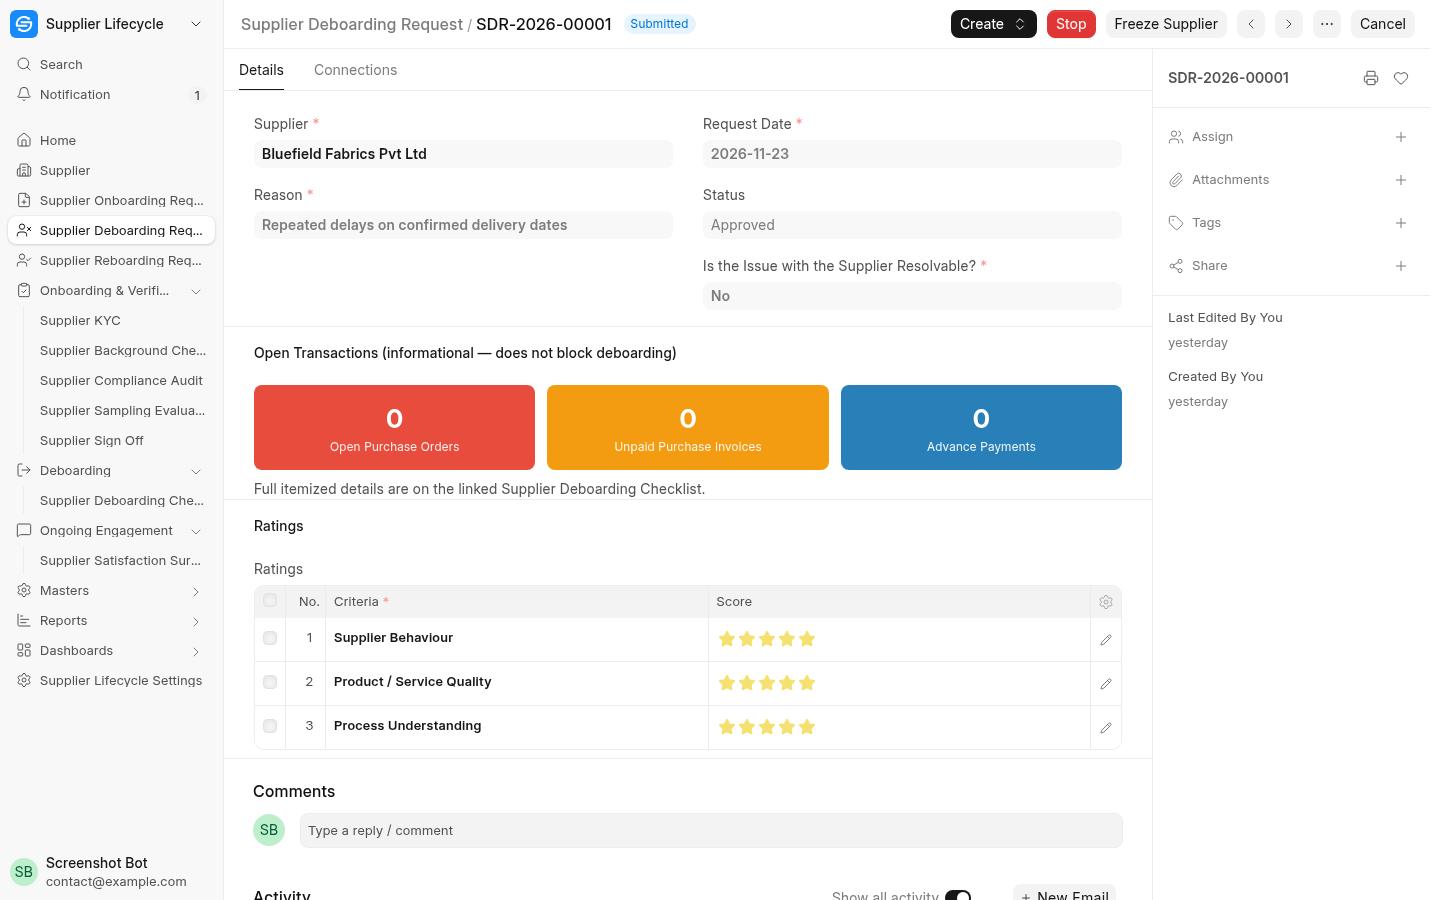 Supplier Lifecycle
Search
Notification 1
Home
Supplier
Supplier Onboarding Req...
Supplier Deboarding Req...
Supplier Reboarding Req...
Onboarding & Verifi...
Supplier KYC
Supplier Background Che...
Supplier Compliance Audit
Supplier Sampling Evalua...
Supplier Sign Off
Deboarding
Supplier Deboarding Che...
Ongoing Engagement
Supplier Satisfaction Sur...
Masters
Reports
Dashboards
Supplier Lifecycle Settings
SB
Screenshot Bot
contact@example.com
Supplier Deboarding Request / SDR-2026-00001 Submitted
Create Stop Freeze Supplier ... Cancel
Details Connections
Supplier *
Bluefield Fabrics Pvt Ltd
Request Date *
2026-11-23
Reason *
Repeated delays on confirmed delivery dates
Status
Approved
Is the Issue with the Supplier Resolvable? *
No
Open Transactions (informational — does not block deboarding)
0
Open Purchase Orders
0
Unpaid Purchase Invoices
0
Advance Payments
Full itemized details are on the linked Supplier Deboarding Checklist.
Ratings
Ratings
No. Criteria * Score
1 Supplier Behaviour
2 Product / Service Quality
3 Process Understanding
Comments
SB
Type a reply / comment
Activity Show all activity + New Email
SDR-2026-00001
Assign
Attachments
Tags
Share
Last Edited By You
yesterday
Created By You
yesterday